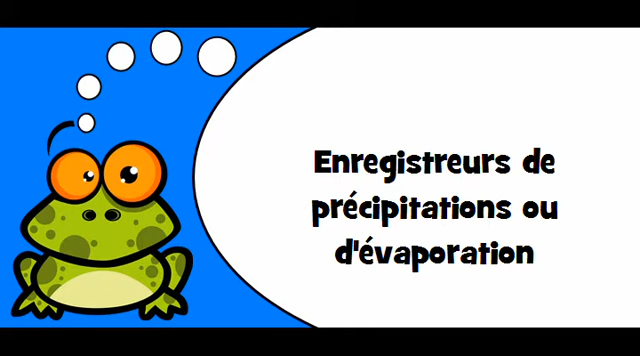 Enregistreurs de
précipitations ou
d'évaporation